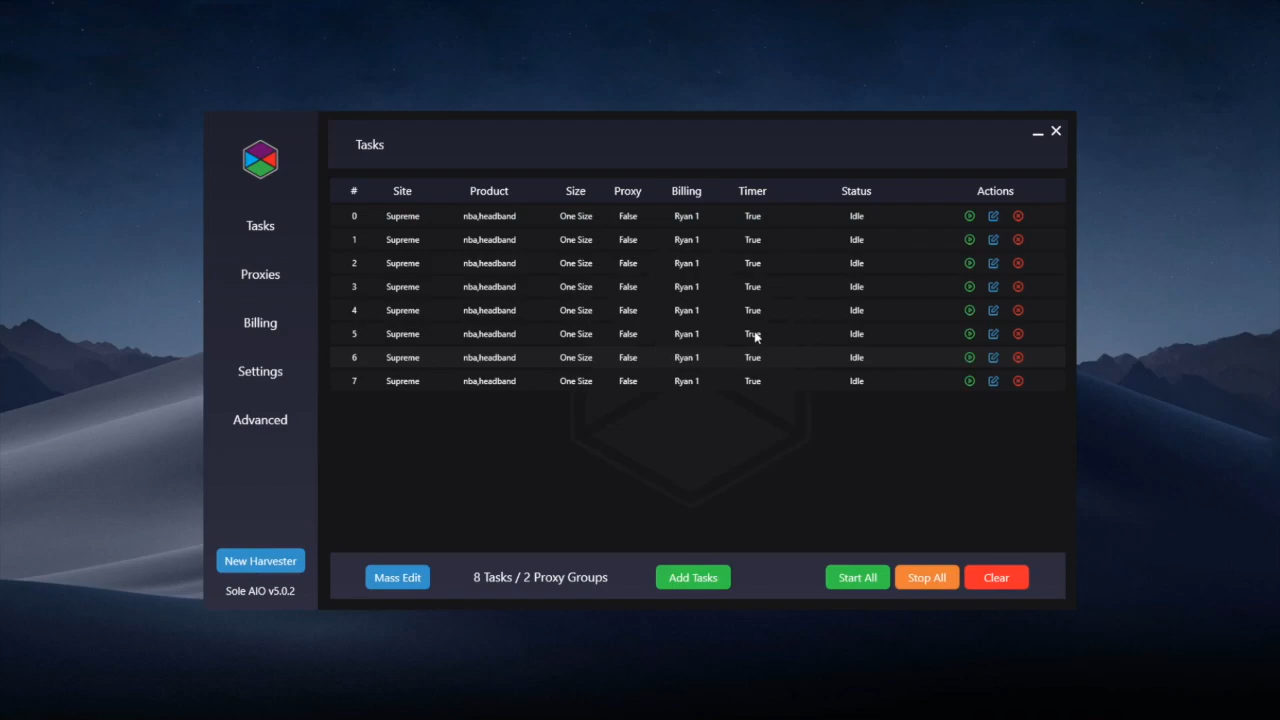 Tasks
# Site Product Size Proxy Billing Timer Status Actions
0 Supreme nba,headband One Size False Ryan 1 True Idle
1 Supreme nba,headband One Size False Ryan 1 True Idle
2 Supreme nba,headband One Size False Ryan 1 True Idle
3 Supreme nba,headband One Size False Ryan 1 True Idle
4 Supreme nba,headband One Size False Ryan 1 True Idle
5 Supreme nba,headband One Size False Ryan 1 True Idle
6 Supreme nba,headband One Size False Ryan 1 True Idle
7 Supreme nba,headband One Size False Ryan 1 True Idle
Tasks
Proxies
Billing
Settings
Advanced
New Harvester
Sole AIO v5.0.2
Mass Edit 8 Tasks / 2 Proxy Groups Add Tasks Start All Stop All Clear